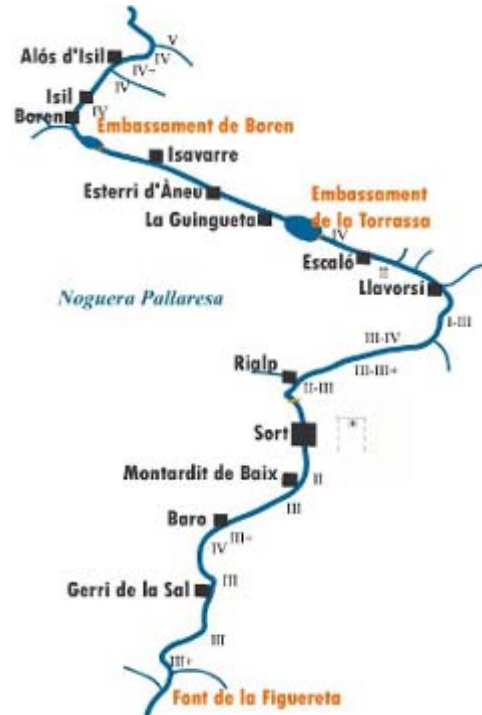 V
Alós d'Isil
IV
IV-
IV
Isil
IV
Boren
Embassament de Boren
Isavarre
Esterri d'Àneu
Embassament
de la Torrassa
La Guingueta
IV
Escaló
II
Llavorsí
Noguera Pallaresa
I-III
III-IV
Rialp
III-III+
II-III
Sort
*
Montardit de Baix
II
III
Baro
III-
IV
III
Gerri de la Sal
III
III+
Font de la Figuereta